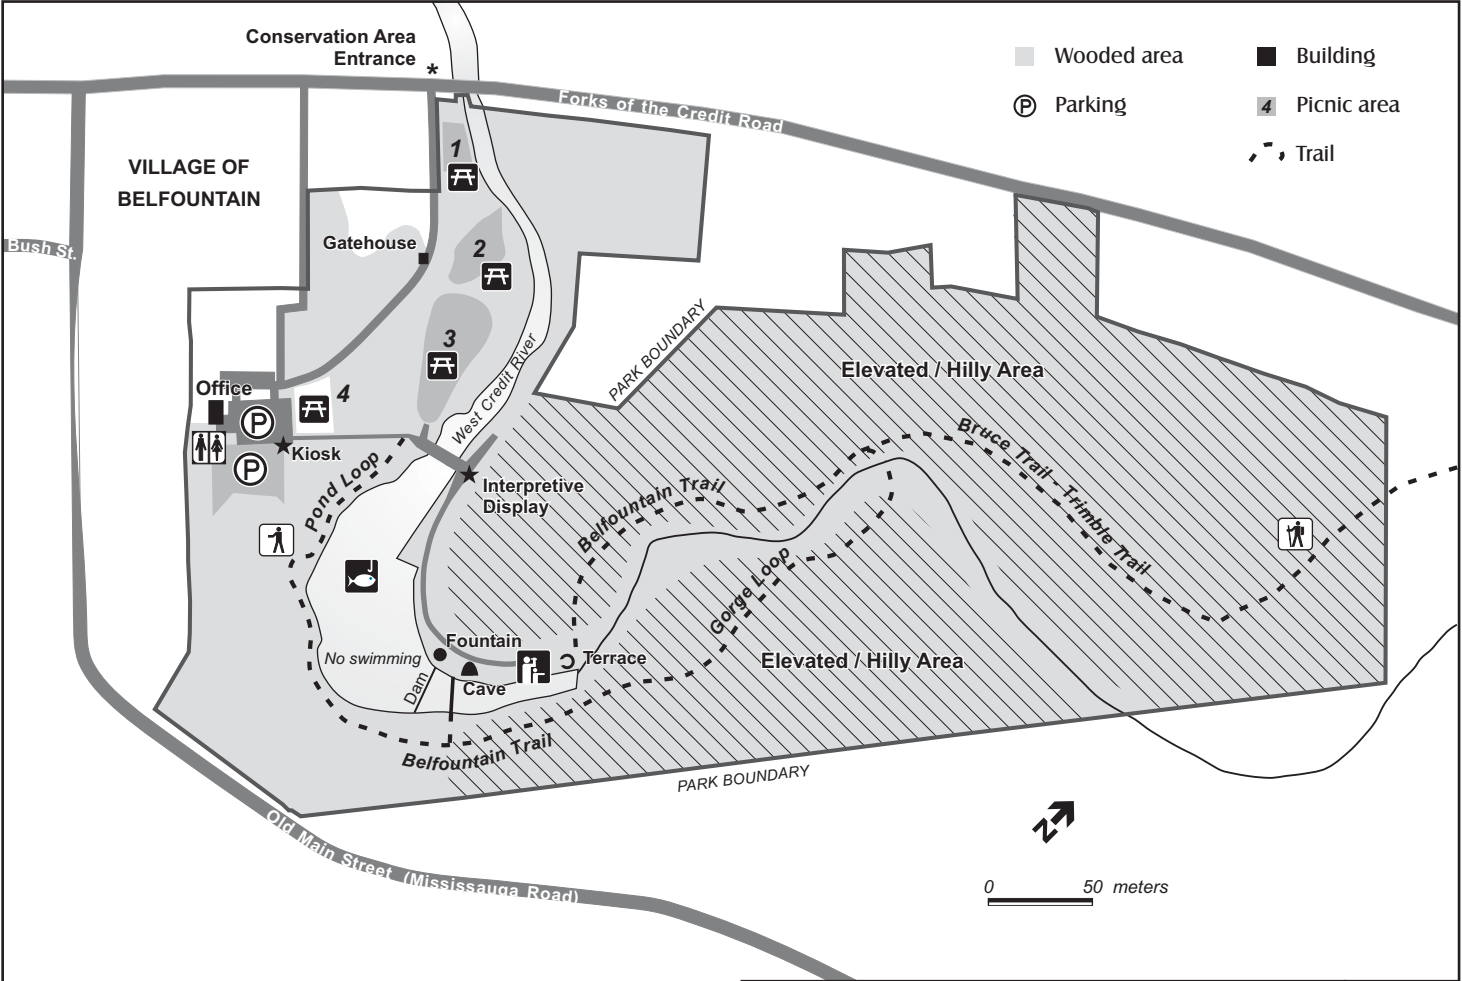 Conservation Area
Entrance
*
Forks of the Credit Road
Wooded area
Building
P Parking
4 Picnic area
Trail
VILLAGE OF
BELFOUNTAIN
Bush St.
1
Gatehouse
2
3
West Credit River
PARK BOUNDARY
Elevated / Hilly Area
Office
P
4
Kiosk
P
Pond Loop
Interpretive
Display
Belfountain Trail
Bruce Trail - Trimble Trail
Gorge Loop
Fountain
No swimming
Terrace
Elevated / Hilly Area
Dam
Cave
Belfountain Trail
PARK BOUNDARY
N
Old Main Street (Mississauga Road)
0 50 meters